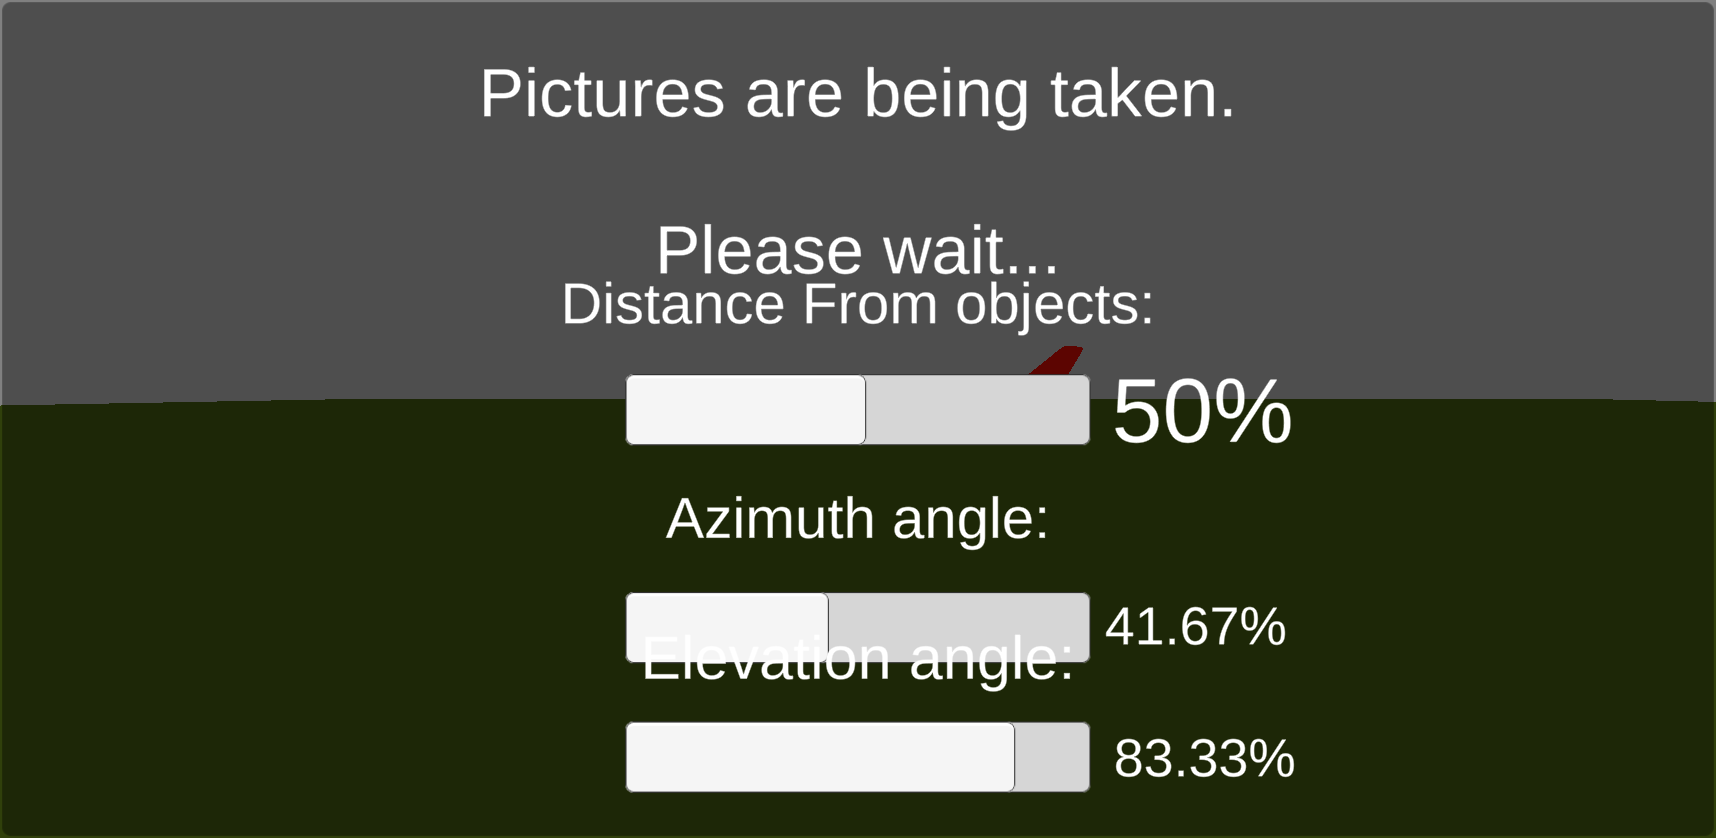 Pictures are being taken.
Please wait...
Distance From objects:
50%
Azimuth angle:
41.67%
Elevation angle:
83.33%